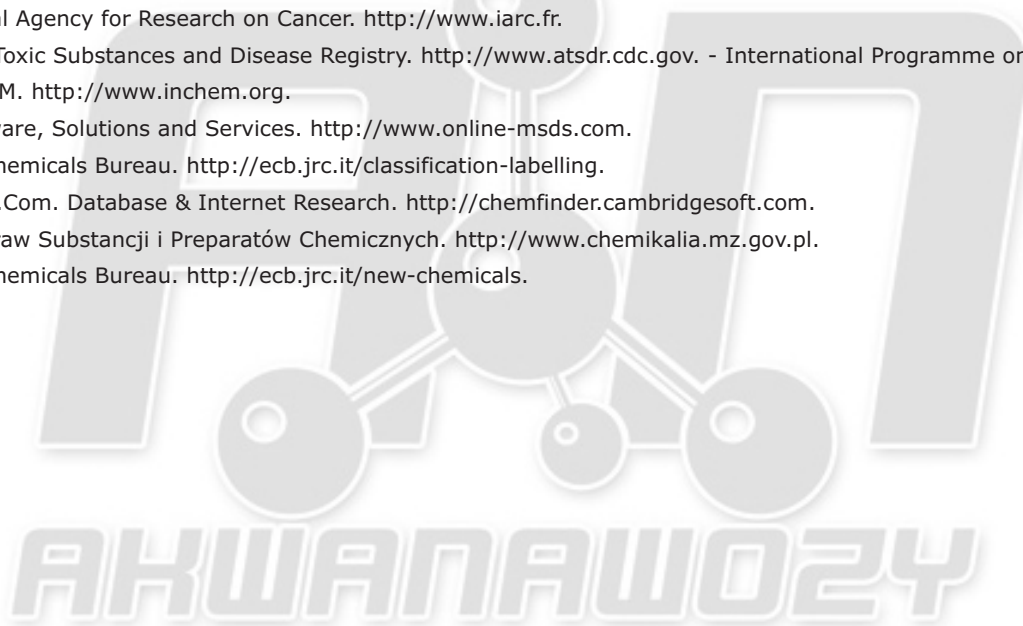 al Agency for Research on Cancer. http://www.iarc.fr.
Toxic Substances and Disease Registry. http://www.atsdr.cdc.gov. - International Programme on
M. http://www.inchem.org.
are, Solutions and Services. http://www.online-msds.com.
hemicals Bureau. http://ecb.jrc.it/classification-labelling.
.Com. Database & Internet Research. http://chemfinder.cambridgesoft.com.
raw Substancji i Preparatów Chemicznych. http://www.chemikalia.mz.gov.pl.
hemicals Bureau. http://ecb.jrc.it/new-chemicals.
AN
AKWANAWOZY